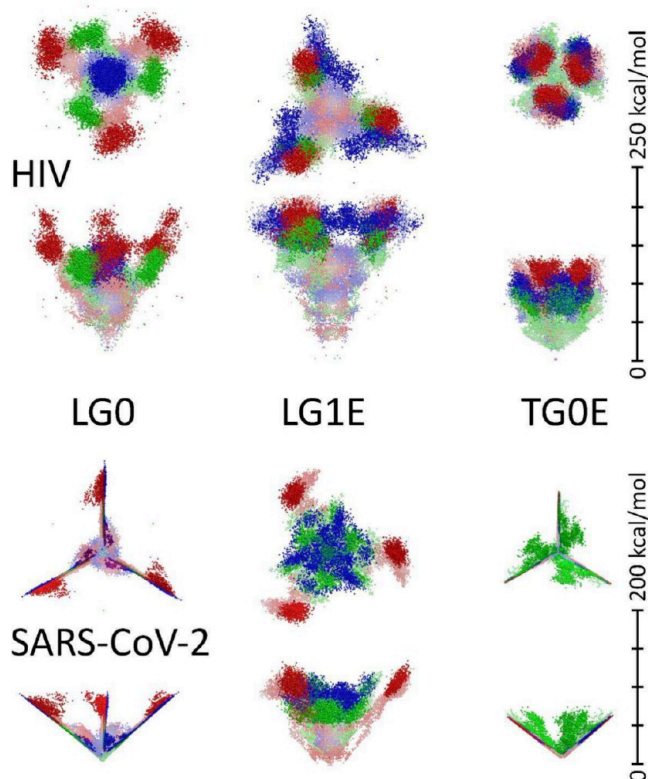 HIV
250 kcal/mol
0
LG0 LG1E TG0E
SARS-CoV-2
200 kcal/mol
0